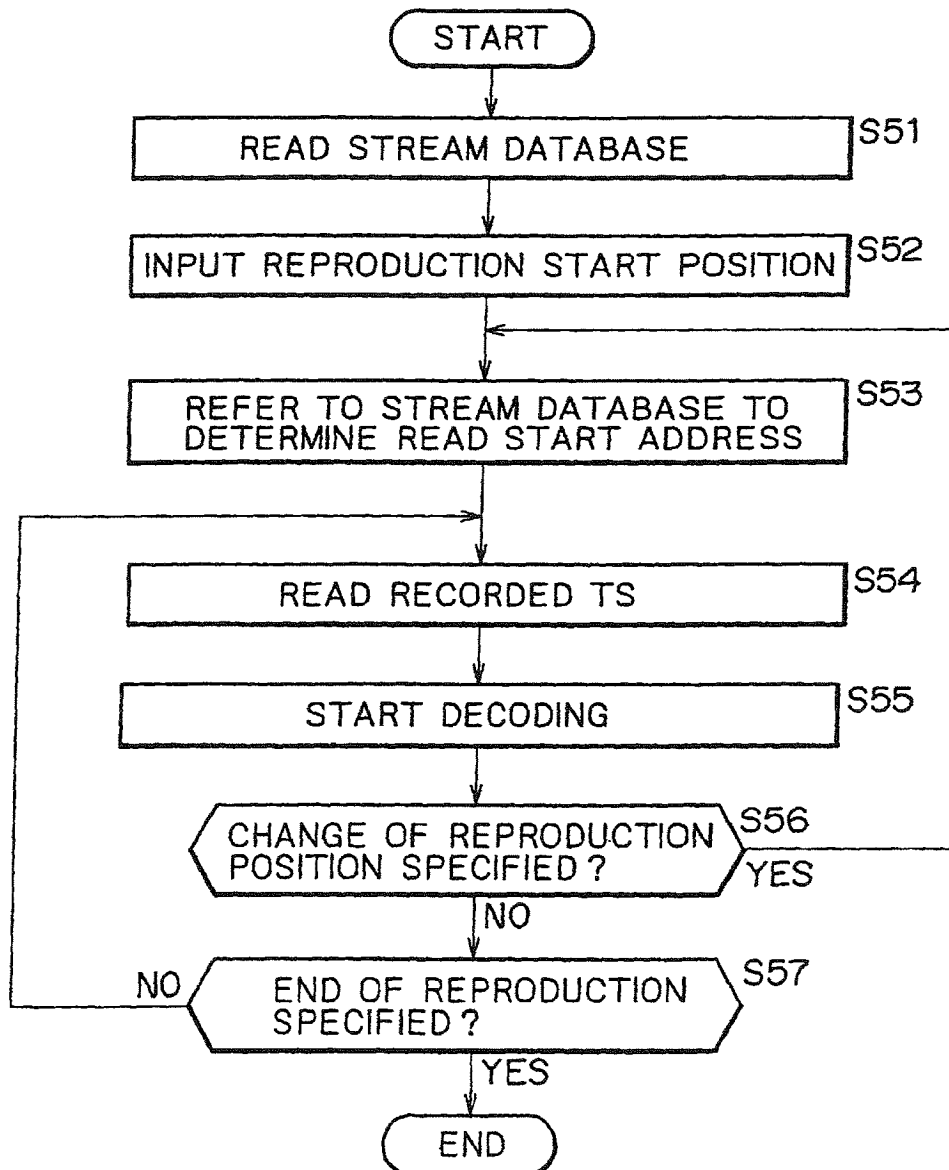 START
READ STREAM DATABASE
S51
INPUT REPRODUCTION START POSITION
S52
REFER TO STREAM DATABASE TO
DETERMINE READ START ADDRESS
S53
READ RECORDED TS
S54
START DECODING
S55
CHANGE OF REPRODUCTION
POSITION SPECIFIED?
S56
YES
NO
END OF REPRODUCTION
SPECIFIED?
S57
NO
YES
END